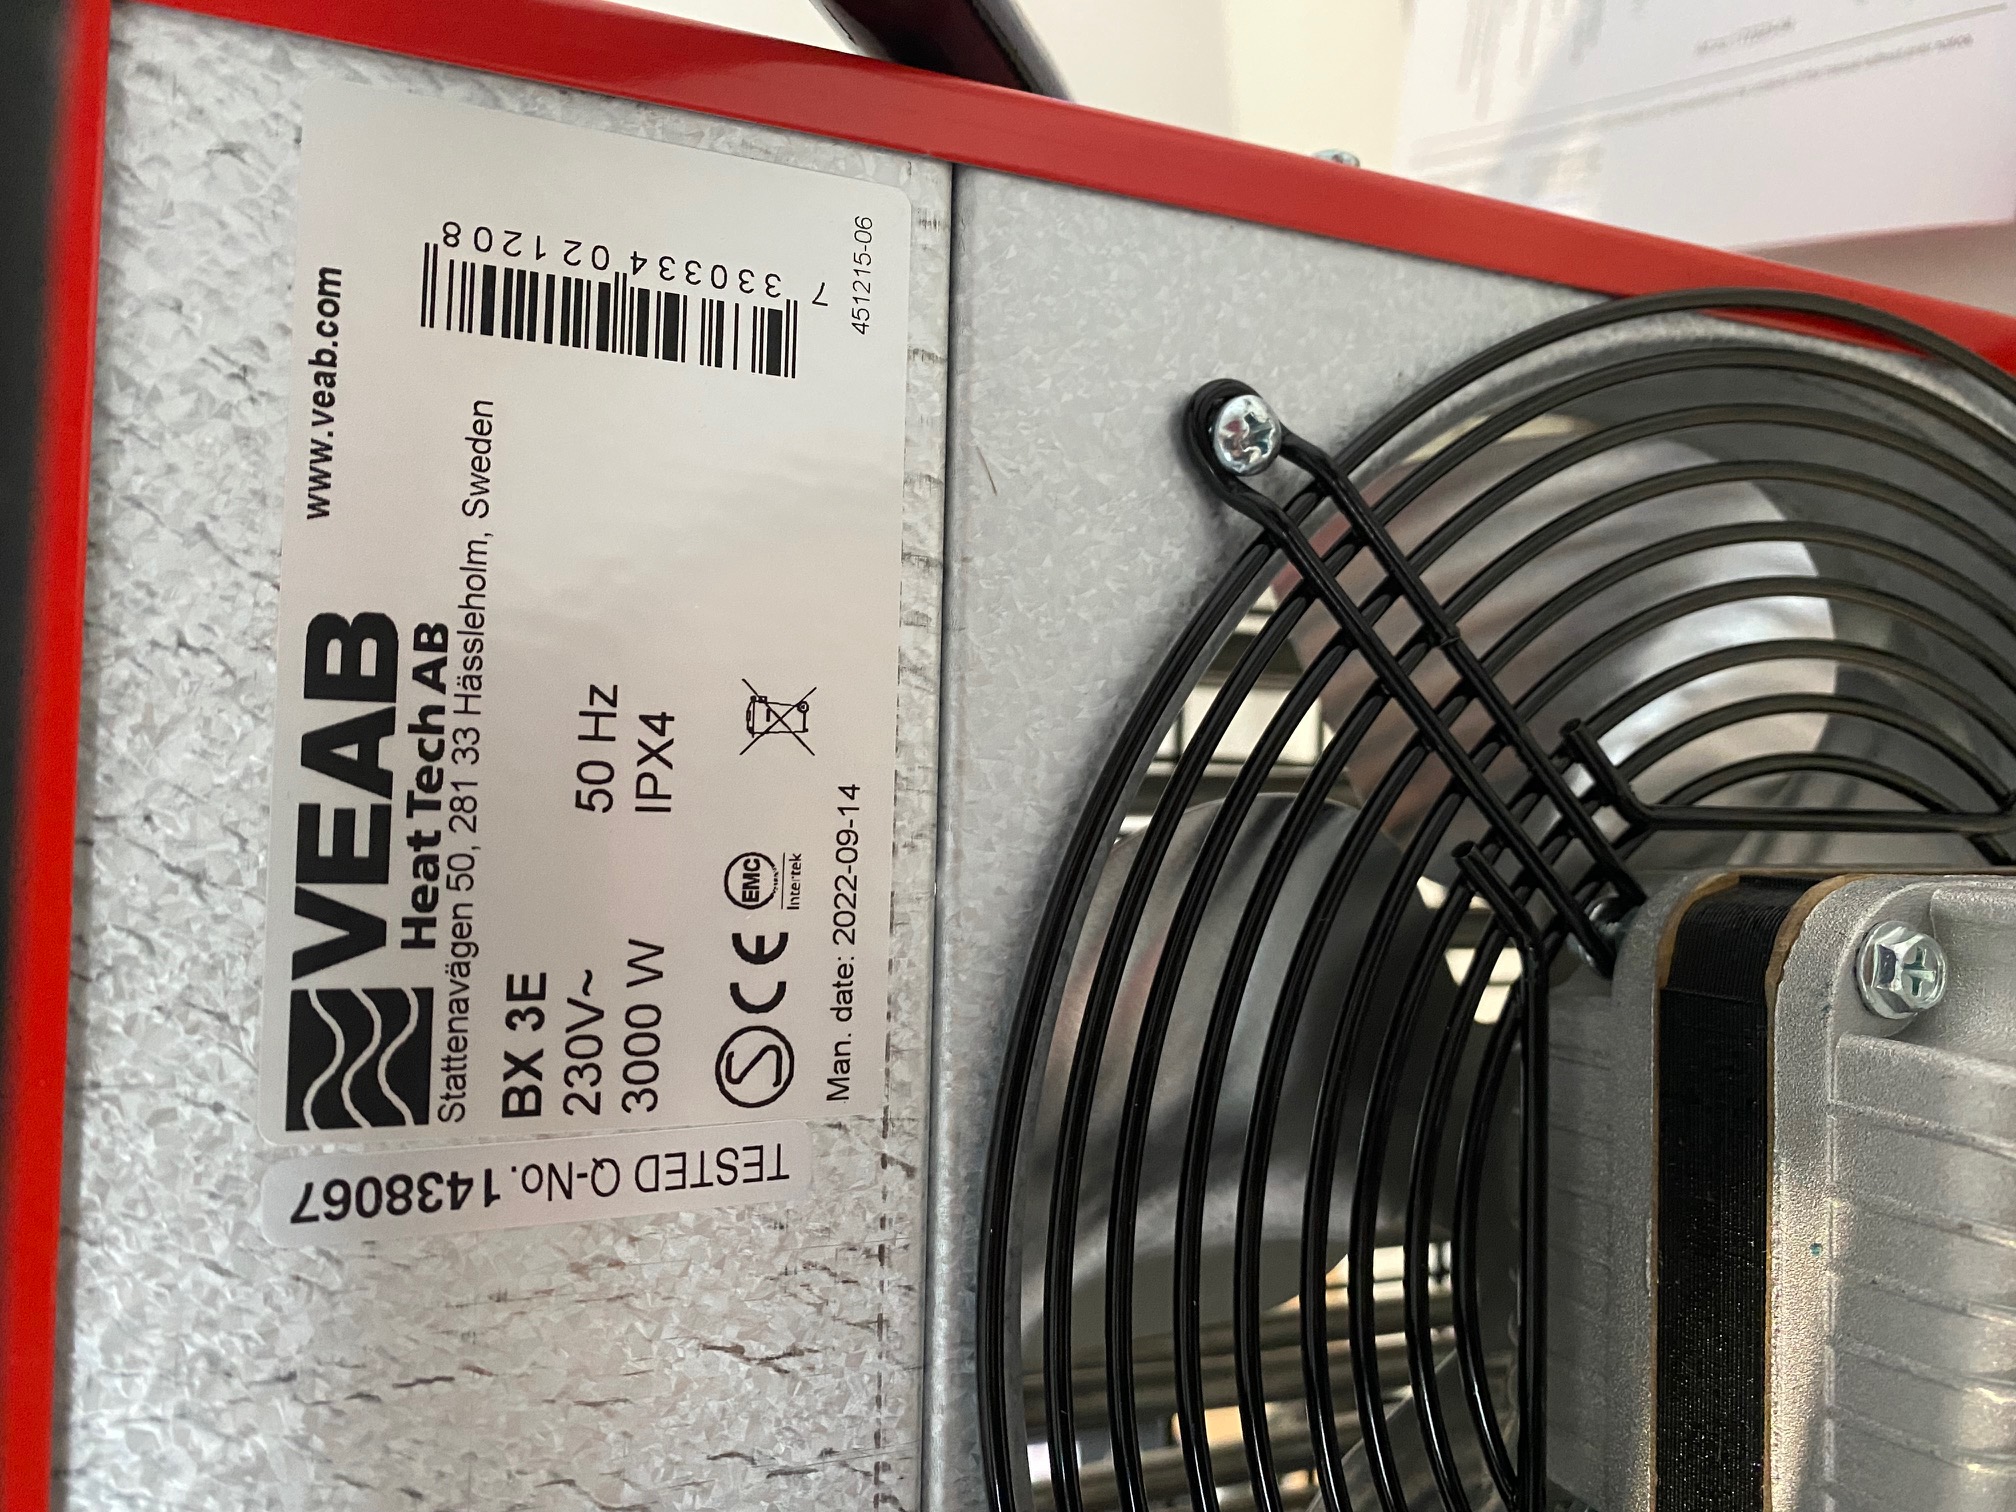 VEAB
www.veab.com
Heat Tech AB
Stattenavägen 50, 281 33 Hässleholm, Sweden
BX 3E
230V~ 50 Hz
3000 W IPX4
7 330334 021208
S CE EMC
Intertek
Man. date: 2022-09-14
451215-06
TESTED Q-No. 1438067